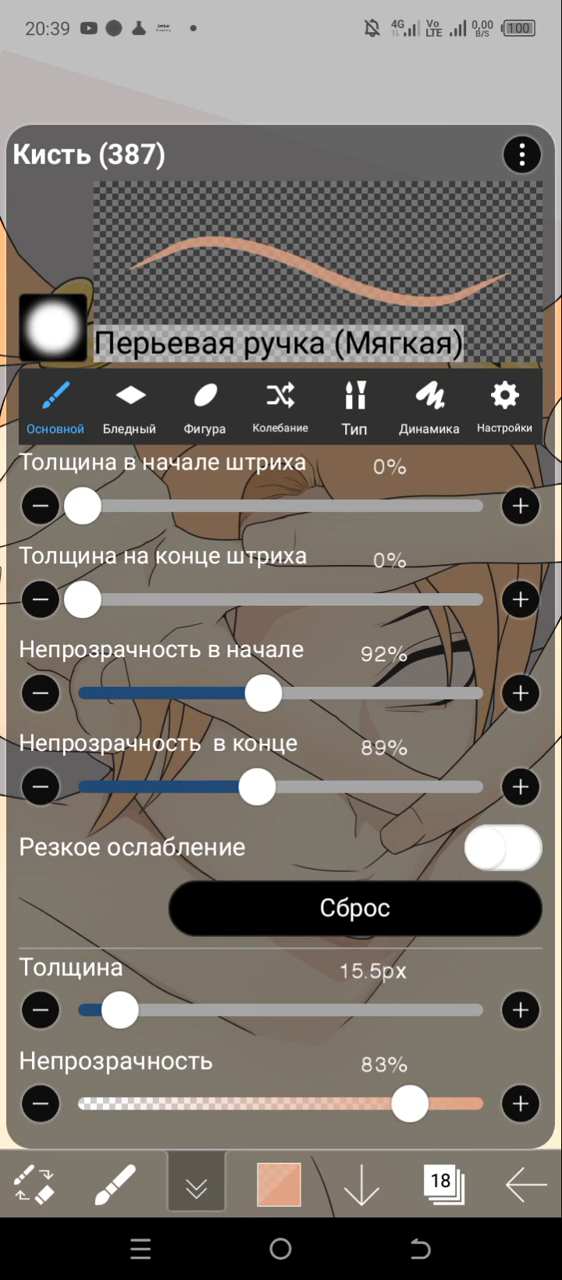 20:39
4G
Vo
LTE
0,00
B/S
100
Кисть (387)
Перьевая ручка (Мягкая)
Основной
Бледный
Фигура
Колебание
Тип
Динамика
Настройки
Толщина в начале штриха 0%
Толщина на конце штриха 0%
Непрозрачность в начале 92%
Непрозрачность в конце 89%
Резкое ослабление
Сброс
Толщина 15.5px
Непрозрачность 83%
18